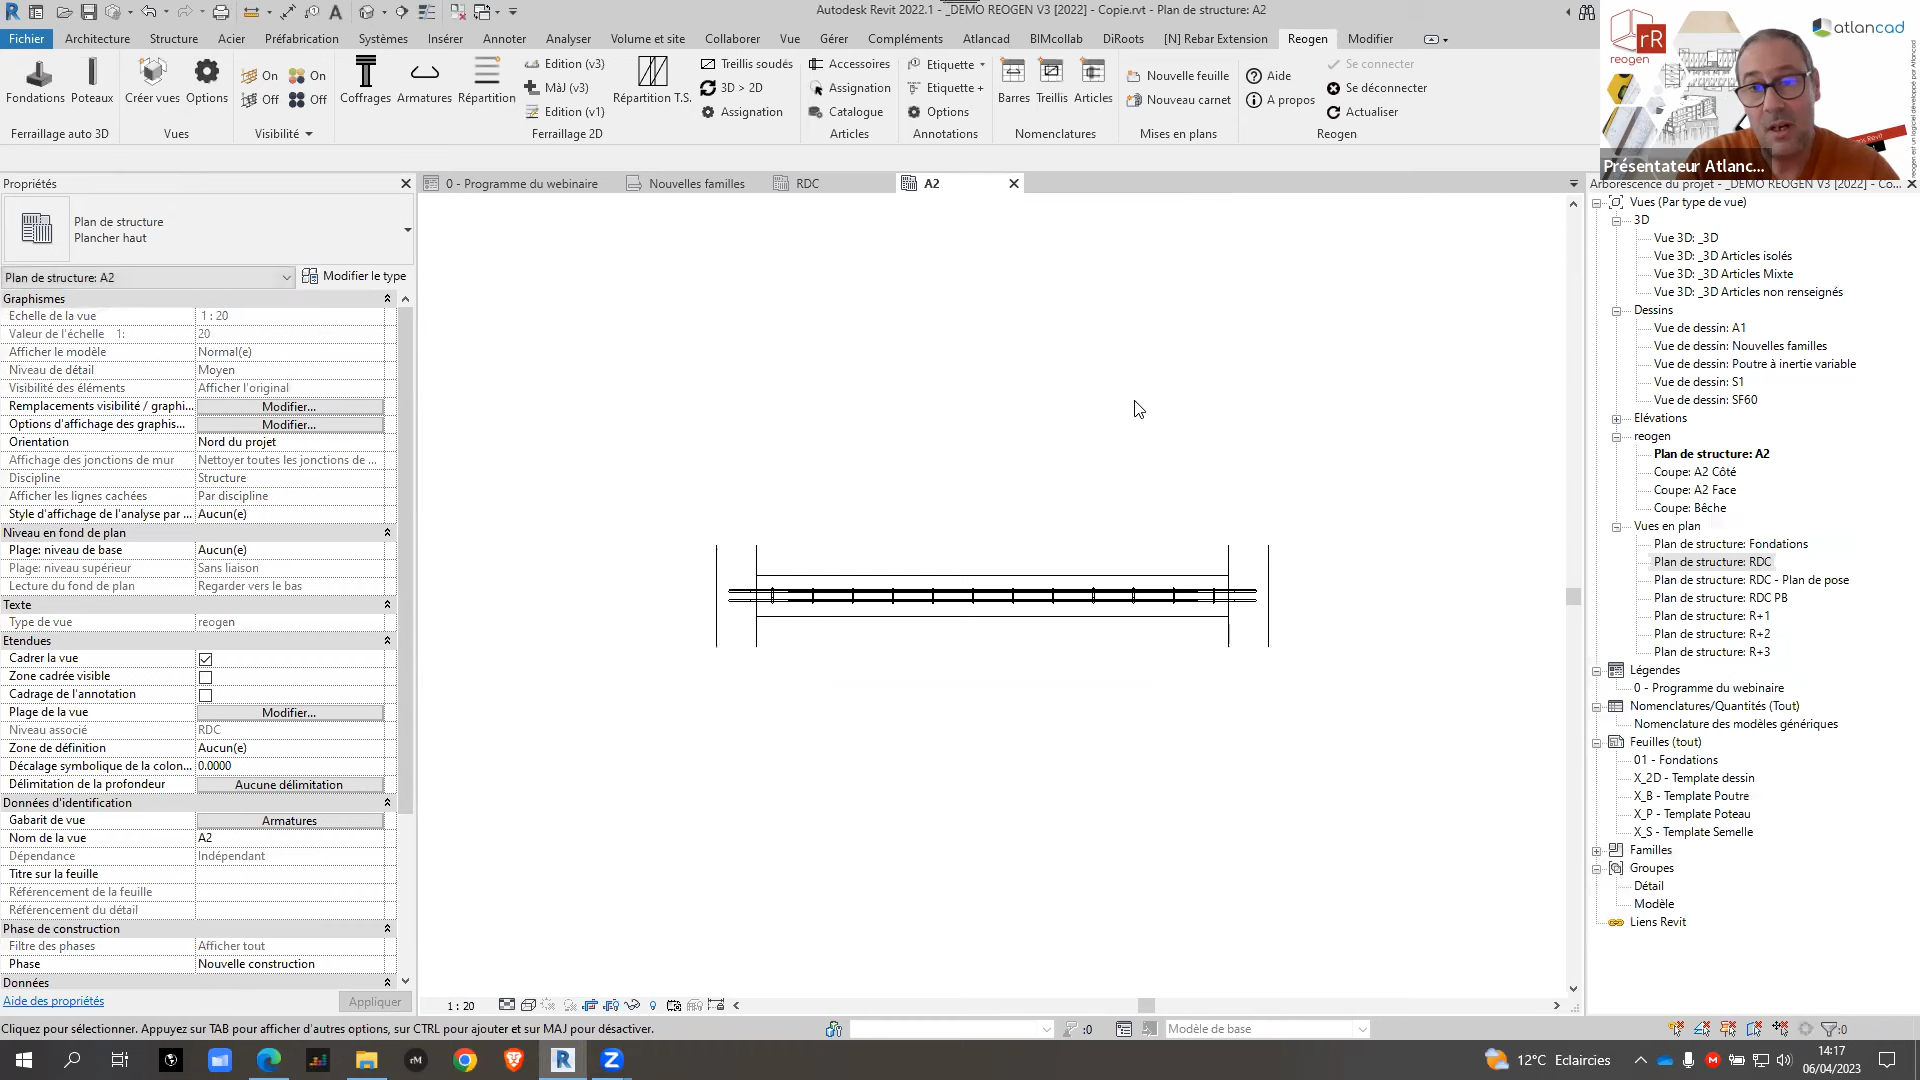 Autodesk Revit 2022.1 - _DEMO REOGEN V3 [2022] - Copie.rvt - Plan de structure: A2
Fichier Architecture Structure Acier Préfabrication Systèmes Insérer Annoter Analyser Volume et site Collaborer Vue Gérer Compléments Atlancad BIMcollab DiRoots [N] Rebar Extension Reogen Modifier
Edition (v3) Treillis soudés Accessoires Etiquette Se connecter
On On Nouvelle feuille Aide
MàJ (v3) 3D > 2D Assignation Etiquette + Se déconnecter
Fondations Poteaux Créer vues Options Off Off Coffrages Armatures Répartition Répartition T.S. Barres Treillis Articles Nouveau carnet A propos
Edition (v1) Assignation Catalogue Options Actualiser
Ferraillage auto 3D Vues Visibilité Ferraillage 2D Articles Annotations Nomenclatures Mises en plans Reogen
rR
reogen
atlancad
Présentateur Atlanc...
Propriétés
0 - Programme du webinaire Nouvelles familles RDC A2
Plan de structure
Plancher haut
Plan de structure: A2 Modifier le type
Graphismes
Echelle de la vue 1 : 20
Valeur de l'échelle 1: 20
Afficher le modèle Normal(e)
Niveau de détail Moyen
Visibilité des éléments Afficher l'original
Remplacements visibilité / graphi... Modifier...
Options d'affichage des graphis... Modifier...
Orientation Nord du projet
Affichage des jonctions de mur Nettoyer toutes les jonctions de ...
Discipline Structure
Afficher les lignes cachées Par discipline
Style d'affichage de l'analyse par ... Aucun(e)
Niveau en fond de plan
Plage: niveau de base Aucun(e)
Plage: niveau supérieur Sans liaison
Lecture du fond de plan Regarder vers le bas
Texte
Type de vue reogen
Etendues
Cadrer la vue
Zone cadrée visible
Cadrage de l'annotation
Plage de la vue Modifier...
Niveau associé RDC
Zone de définition Aucun(e)
Décalage symbolique de la colon... 0.0000
Délimitation de la profondeur Aucune délimitation
Données d'identification
Gabarit de vue Armatures
Nom de la vue A2
Dépendance Indépendant
Titre sur la feuille
Référencement de la feuille
Référencement du détail
Phase de construction
Filtre des phases Afficher tout
Phase Nouvelle construction
Données
Aide des propriétés Appliquer
1 : 20
Arborescence du projet - _DEMO REOGEN V3 [2022] - Co...
Vues (Par type de vue)
3D
Vue 3D: _3D
Vue 3D: _3D Articles isolés
Vue 3D: _3D Articles Mixte
Vue 3D: _3D Articles non renseignés
Dessins
Vue de dessin: A1
Vue de dessin: Nouvelles familles
Vue de dessin: Poutre à inertie variable
Vue de dessin: S1
Vue de dessin: SF60
Elévations
reogen
Plan de structure: A2
Coupe: A2 Côté
Coupe: A2 Face
Coupe: Bêche
Vues en plan
Plan de structure: Fondations
Plan de structure: RDC
Plan de structure: RDC - Plan de pose
Plan de structure: RDC PB
Plan de structure: R+1
Plan de structure: R+2
Plan de structure: R+3
Légendes
0 - Programme du webinaire
Nomenclatures/Quantités (Tout)
Nomenclature des modèles génériques
Feuilles (tout)
01 - Fondations
X_2D - Template dessin
X_B - Template Poutre
X_P - Template Poteau
X_S - Template Semelle
Familles
Groupes
Détail
Modèle
Liens Revit
Cliquez pour sélectionner. Appuyez sur TAB pour afficher d'autres options, sur CTRL pour ajouter et sur MAJ pour désactiver. :0 Modèle de base :0
12°C Eclaircies
14:17
06/04/2023